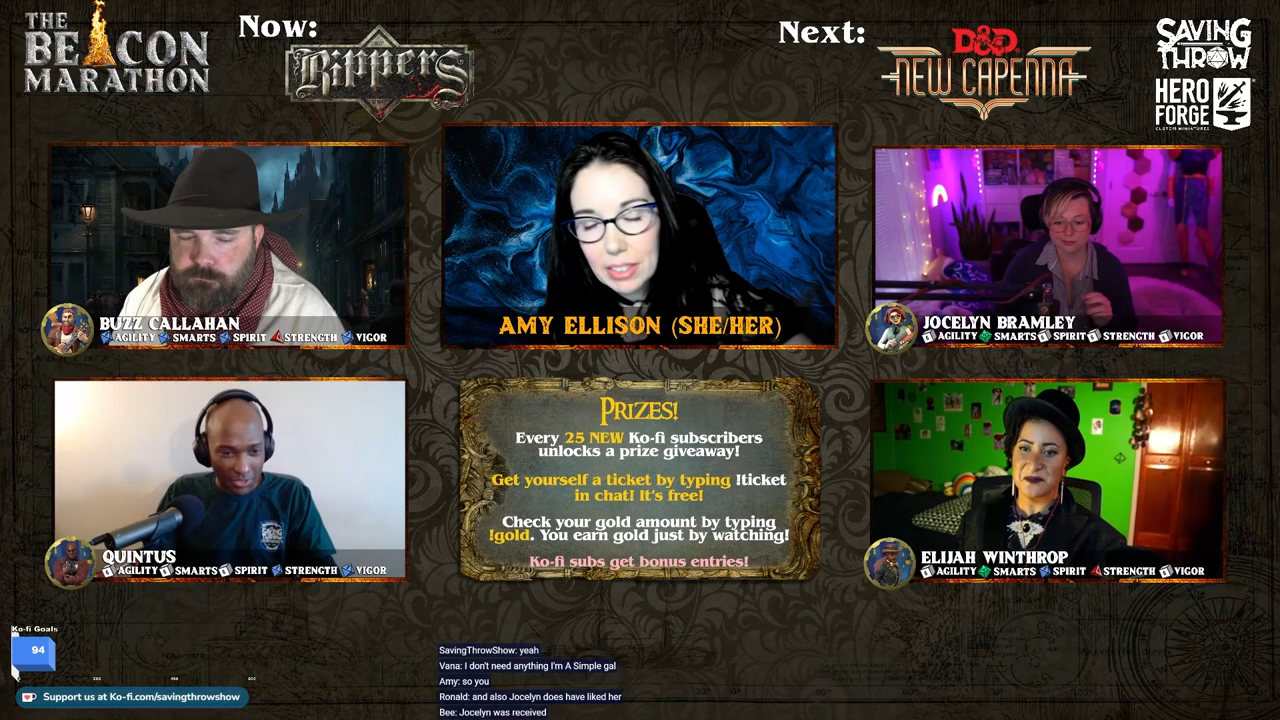 THE BEACON MARATHON
Now:
Rippers
Next:
D&D
NEW CAPENNA
SAVING THROW
HERO FORGE
CUSTOM MINIATURES
BUZZ CALLAHAN
AGILITY SMARTS SPIRIT STRENGTH VIGOR
AMY ELLISON (SHE/HER)
JOCELYN BRAMLEY
AGILITY SMARTS SPIRIT STRENGTH VIGOR
QUINTUS
AGILITY SMARTS SPIRIT STRENGTH VIGOR
PRIZES!
Every 25 NEW Ko-fi subscribers
unlocks a prize giveaway!
Get yourself a ticket by typing !ticket
in chat! It's free!
Check your gold amount by typing
!gold. You earn gold just by watching!
Ko-fi subs get bonus entries!
ELIJAH WINTHROP
AGILITY SMARTS SPIRIT STRENGTH VIGOR
Ko-fi Goals
94
Support us at Ko-fi.com/savingthrowshow
SavingThrowShow: yeah
Vana: I don't need anything I'm A Simple gal
Amy: so you
Ronald: and also Jocelyn does have liked her
Bee: Jocelyn was received